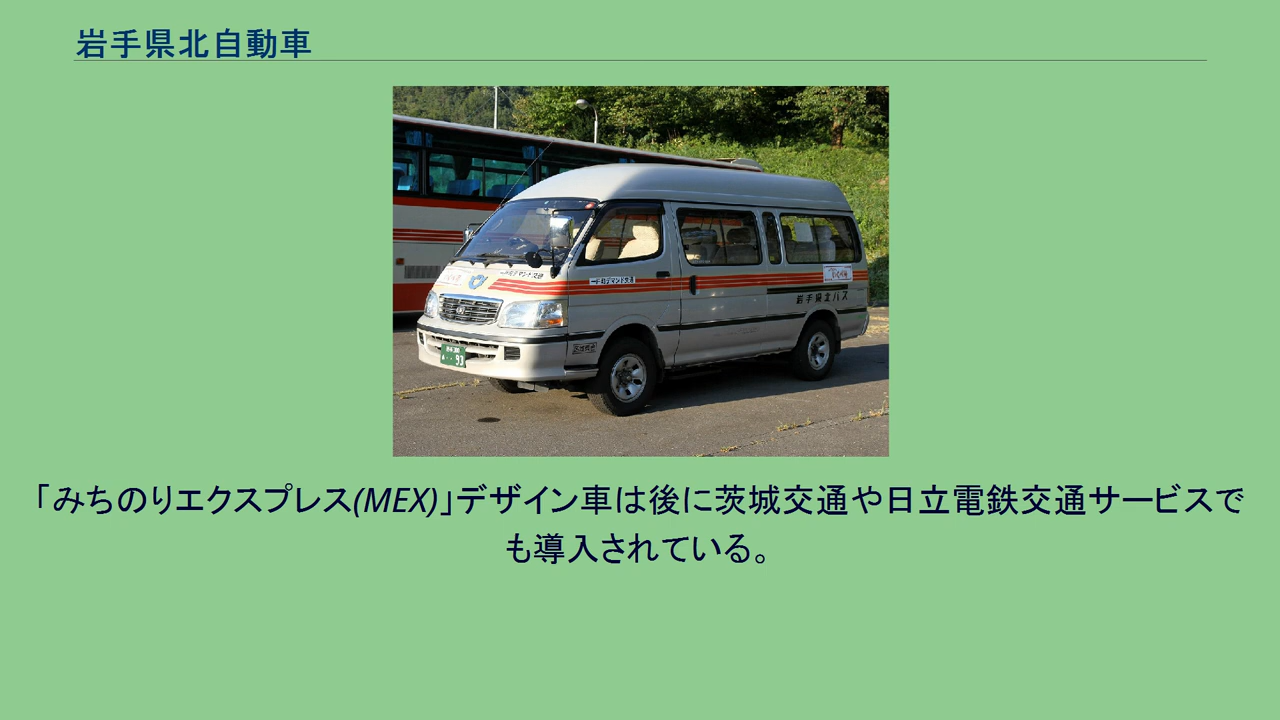 岩手県北自動車
岩手県北バス
93
「みちのりエクスプレス(MEX)」デザイン車は後に茨城交通や日立電鉄交通サービスで
も導入されている。